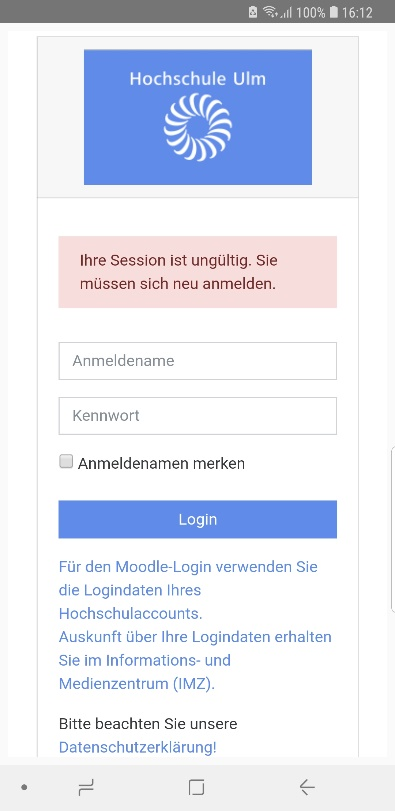 100% 16:12
Hochschule Ulm
Ihre Session ist ungültig. Sie
müssen sich neu anmelden.
Anmeldename
Kennwort
Anmeldenamen merken
Login
Für den Moodle-Login verwenden Sie
die Logindaten Ihres
Hochschulaccounts.
Auskunft über Ihre Logindaten erhalten
Sie im Informations- und
Medienzentrum (IMZ).
Bitte beachten Sie unsere
Datenschutzerklärung!